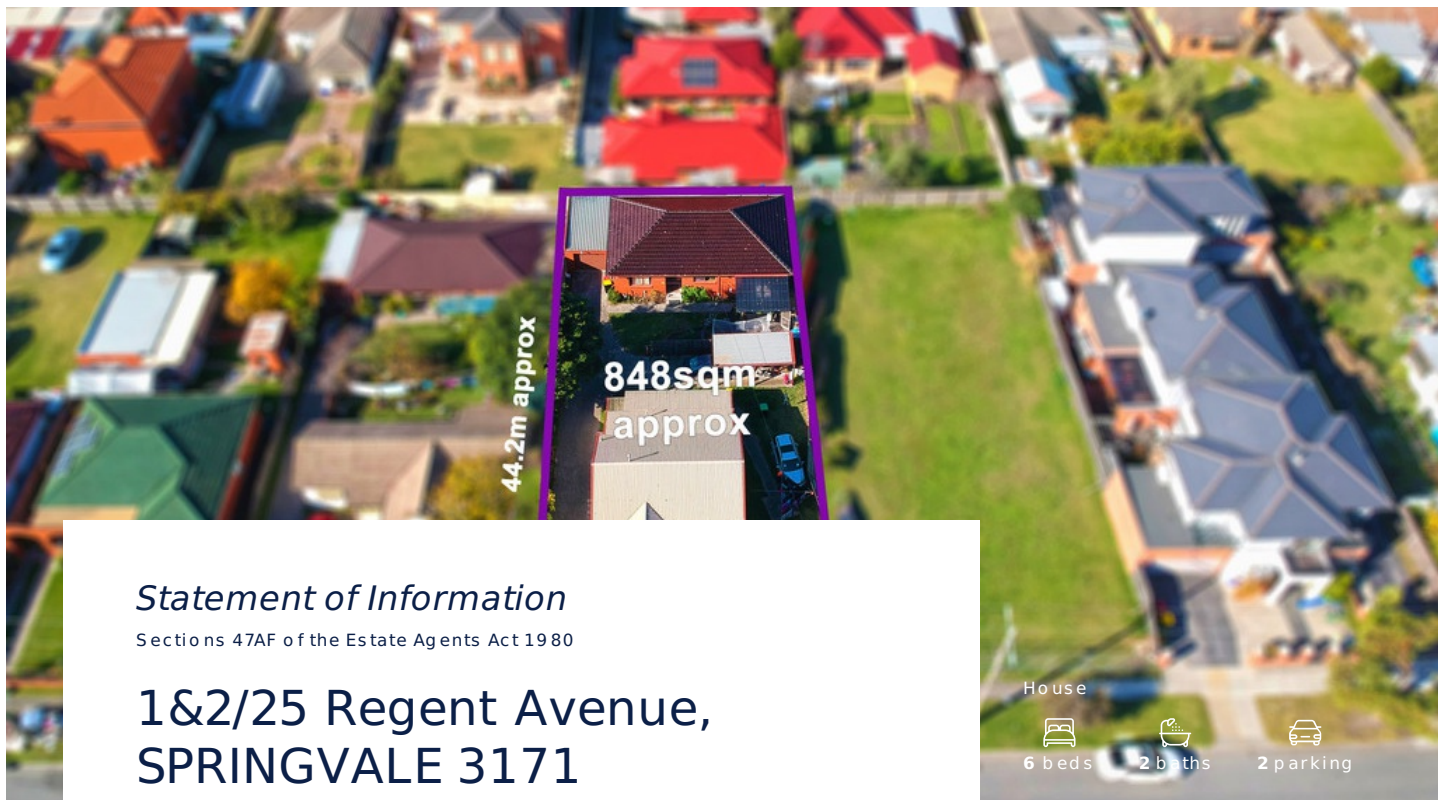 44.2m approx
848sqm
approx
Statement of Information
Sections 47AF of the Estate Agents Act 1980
1&2/25 Regent Avenue,
SPRINGVALE 3171
House
6 beds 2 baths 2 parking